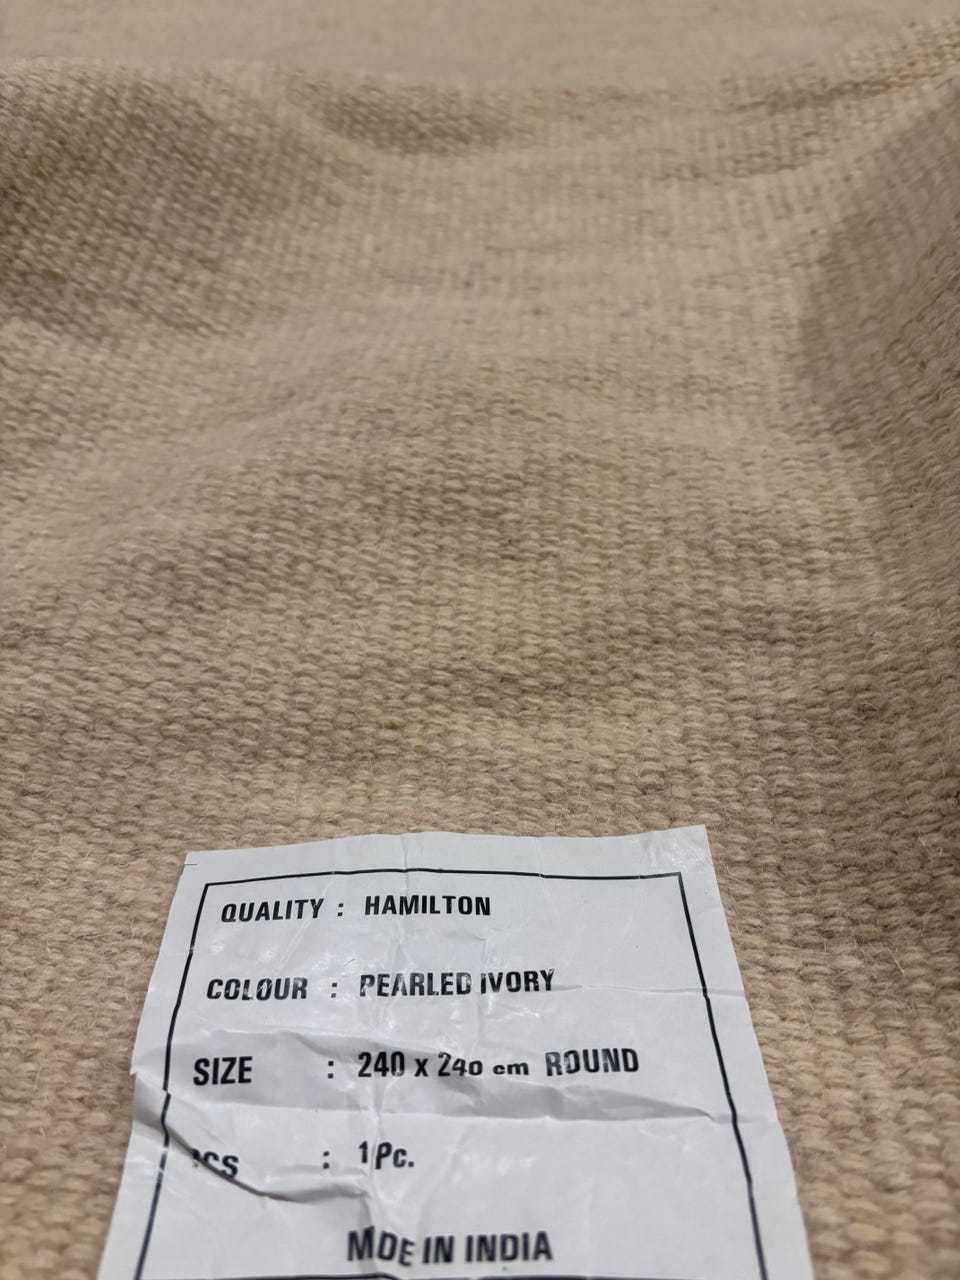 QUALITY : HAMILTON
COLOUR : PEARLED IVORY
SIZE : 240 x 240 cm ROUND
: 1 Pc.
MDE IN INDIA